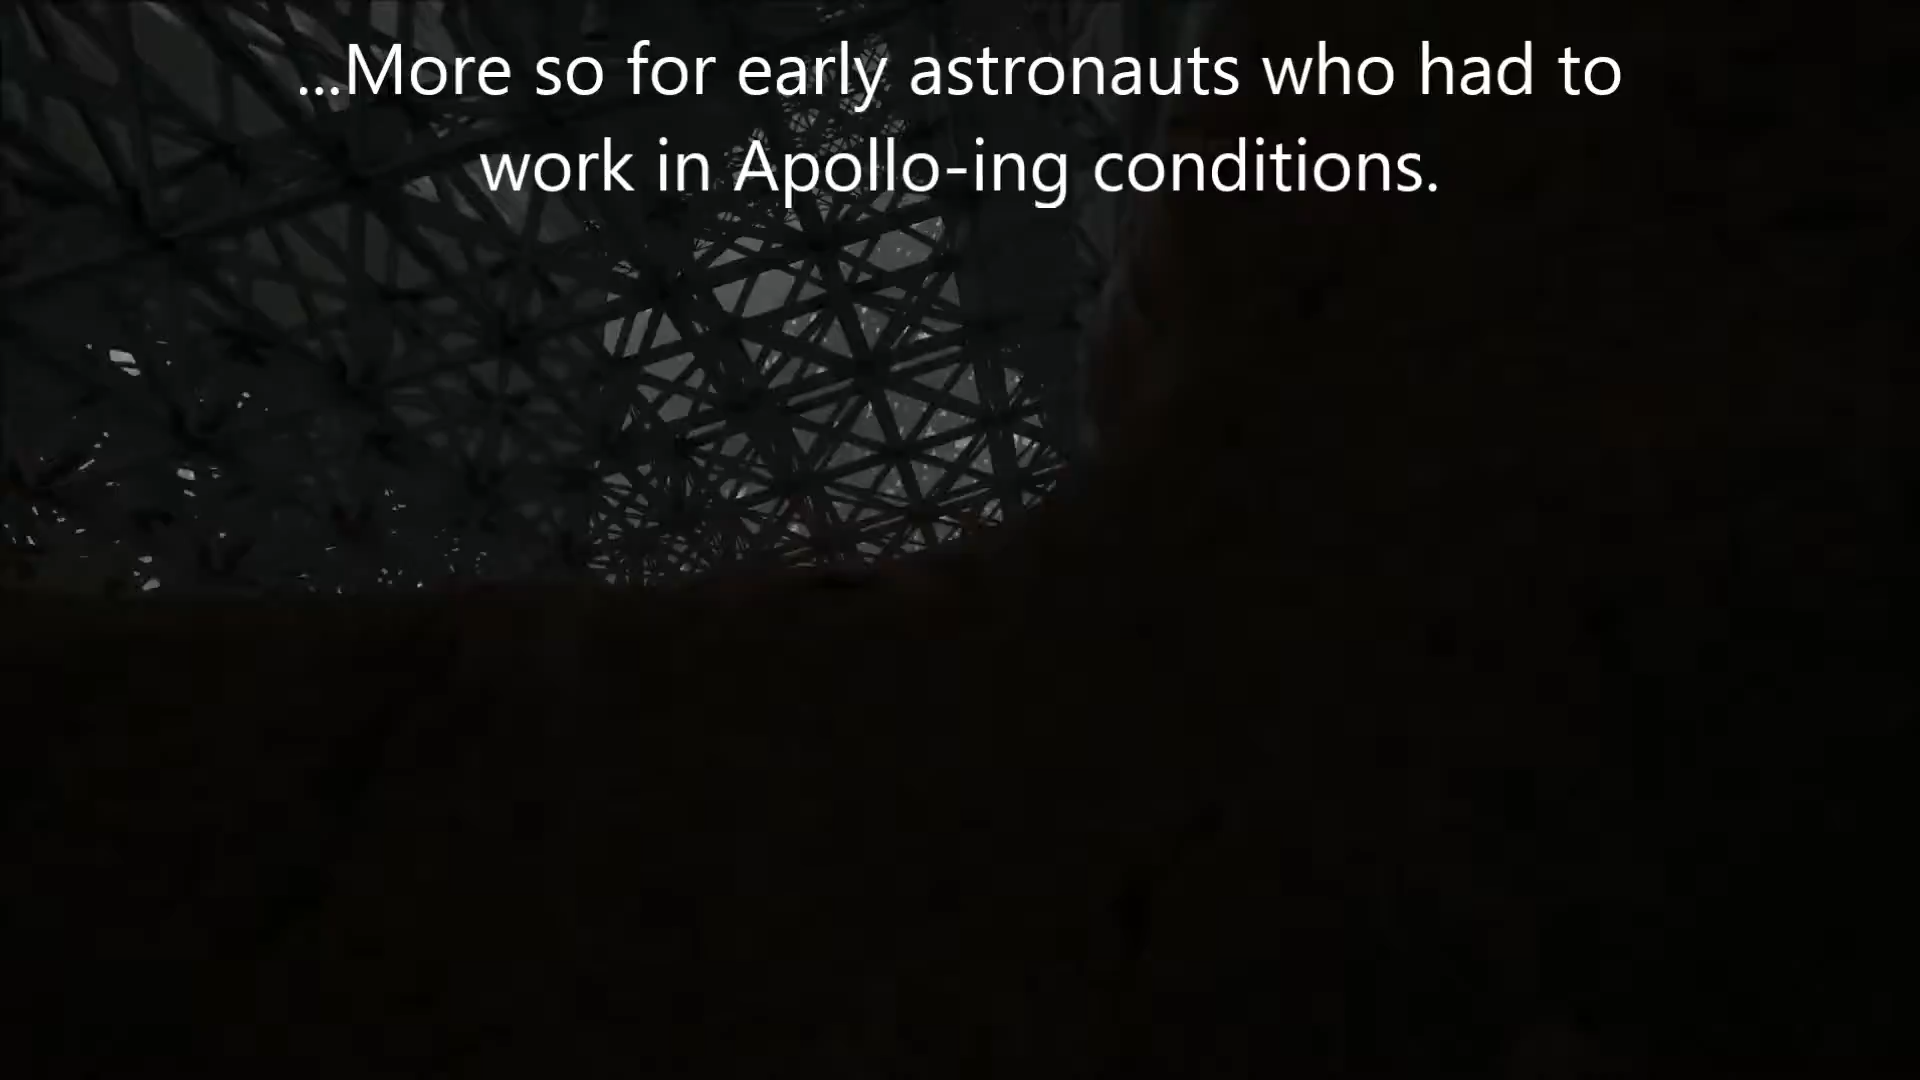 ...More so for early astronauts who had to
work in Apollo-ing conditions.